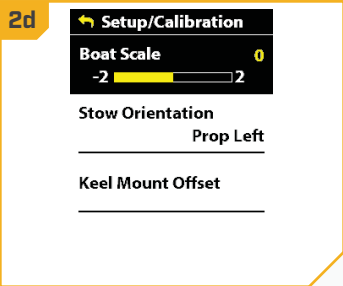 2d
Setup/Calibration
Boat Scale 0
-2 2
Stow Orientation
Prop Left
Keel Mount Offset